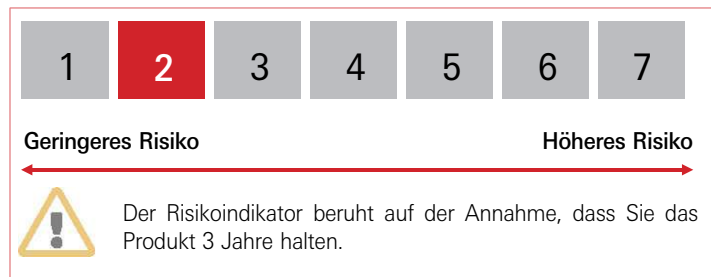 1 2 3 4 5 6 7
Geringeres Risiko Höheres Risiko
Der Risikoindikator beruht auf der Annahme, dass Sie das
Produkt 3 Jahre halten.